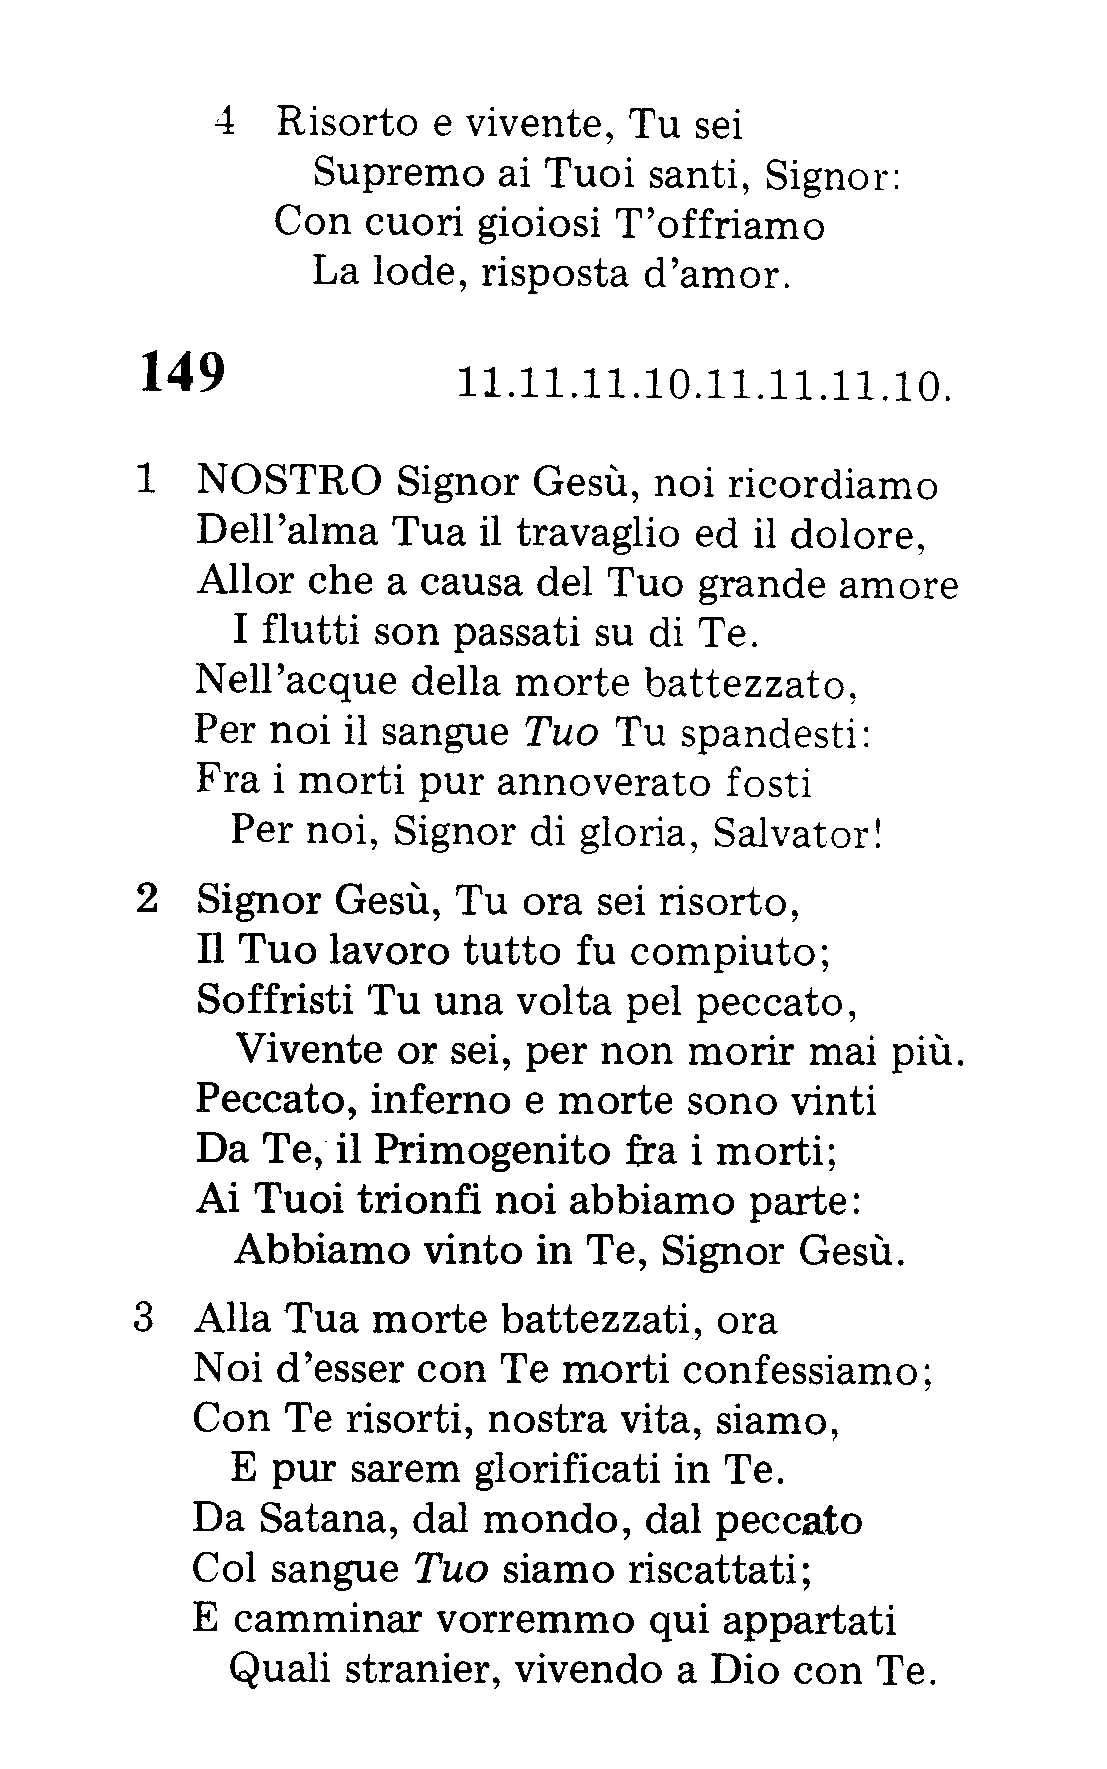 4 Risorto e vivente, Tu sei
Supremo ai Tuoi santi, Signor:
Con cuori gioiosi T’offriamo
La lode, risposta d’amor.
149 11.11.11.10.11.11.11.10.
1 NOSTRO Signor Gesù, noi ricordiamo
Dell’alma Tua il travaglio ed il dolore,
Allor che a causa del Tuo grande amore
I flutti son passati su di Te.
Nell’acque della morte battezzato,
Per noi il sangue Tuo Tu spandesti:
Fra i morti pur annoverato fosti
Per noi, Signor di gloria, Salvator!
2 Signor Gesù, Tu ora sei risorto,
Il Tuo lavoro tutto fu compiuto;
Soffristi Tu una volta pel peccato,
Vivente or sei, per non morir mai più.
Peccato, inferno e morte sono vinti
Da Te, il Primogenito fra i morti;
Ai Tuoi trionfi noi abbiamo parte:
Abbiamo vinto in Te, Signor Gesù.
3 Alla Tua morte battezzati, ora
Noi d’esser con Te morti confessiamo;
Con Te risorti, nostra vita, siamo,
E pur sarem glorificati in Te.
Da Satana, dal mondo, dal peccato
Col sangue Tuo siamo riscattati;
E camminar vorremmo qui appartati
Quali stranier, vivendo a Dio con Te.